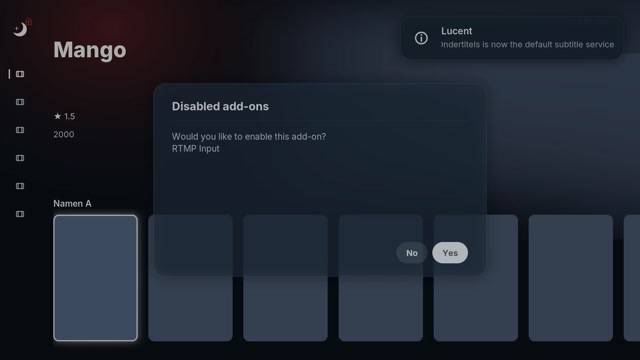 Lucent
Indertitels is now the default subtitle service
Mango
Disabled add-ons
★ 1.5
2000
Would you like to enable this add-on?
RTMP Input
Namen A
No
Yes